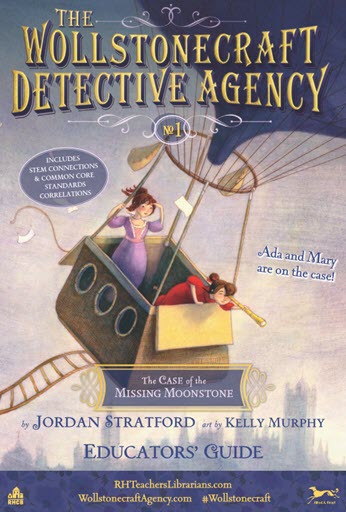 THE
WOLLSTONECRAFT
DETECTIVE AGENCY
No 1
INCLUDES
STEM CONNECTIONS
& COMMON CORE
STANDARDS
CORRELATIONS
Ada and Mary
are on the case!
The CASE of the
MISSING MOONSTONE
by JORDAN STRATFORD art by KELLY MURPHY
EDUCATORS' GUIDE
RHTeachersLibrarians.com
WollstonecraftAgency.com #Wollstonecraft
RHCB